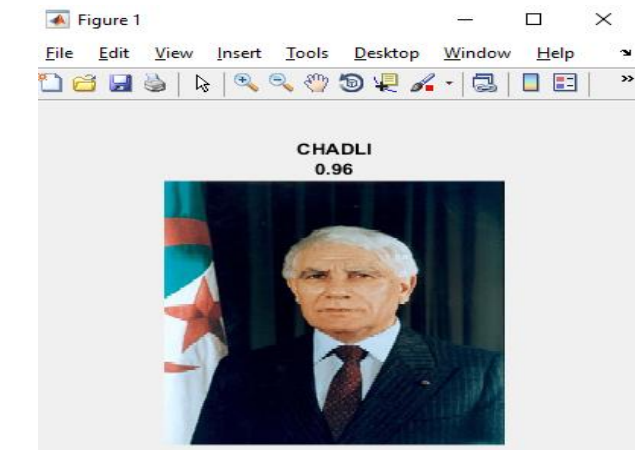 Figure 1
File Edit View Insert Tools Desktop Window Help
CHADLI
0.96